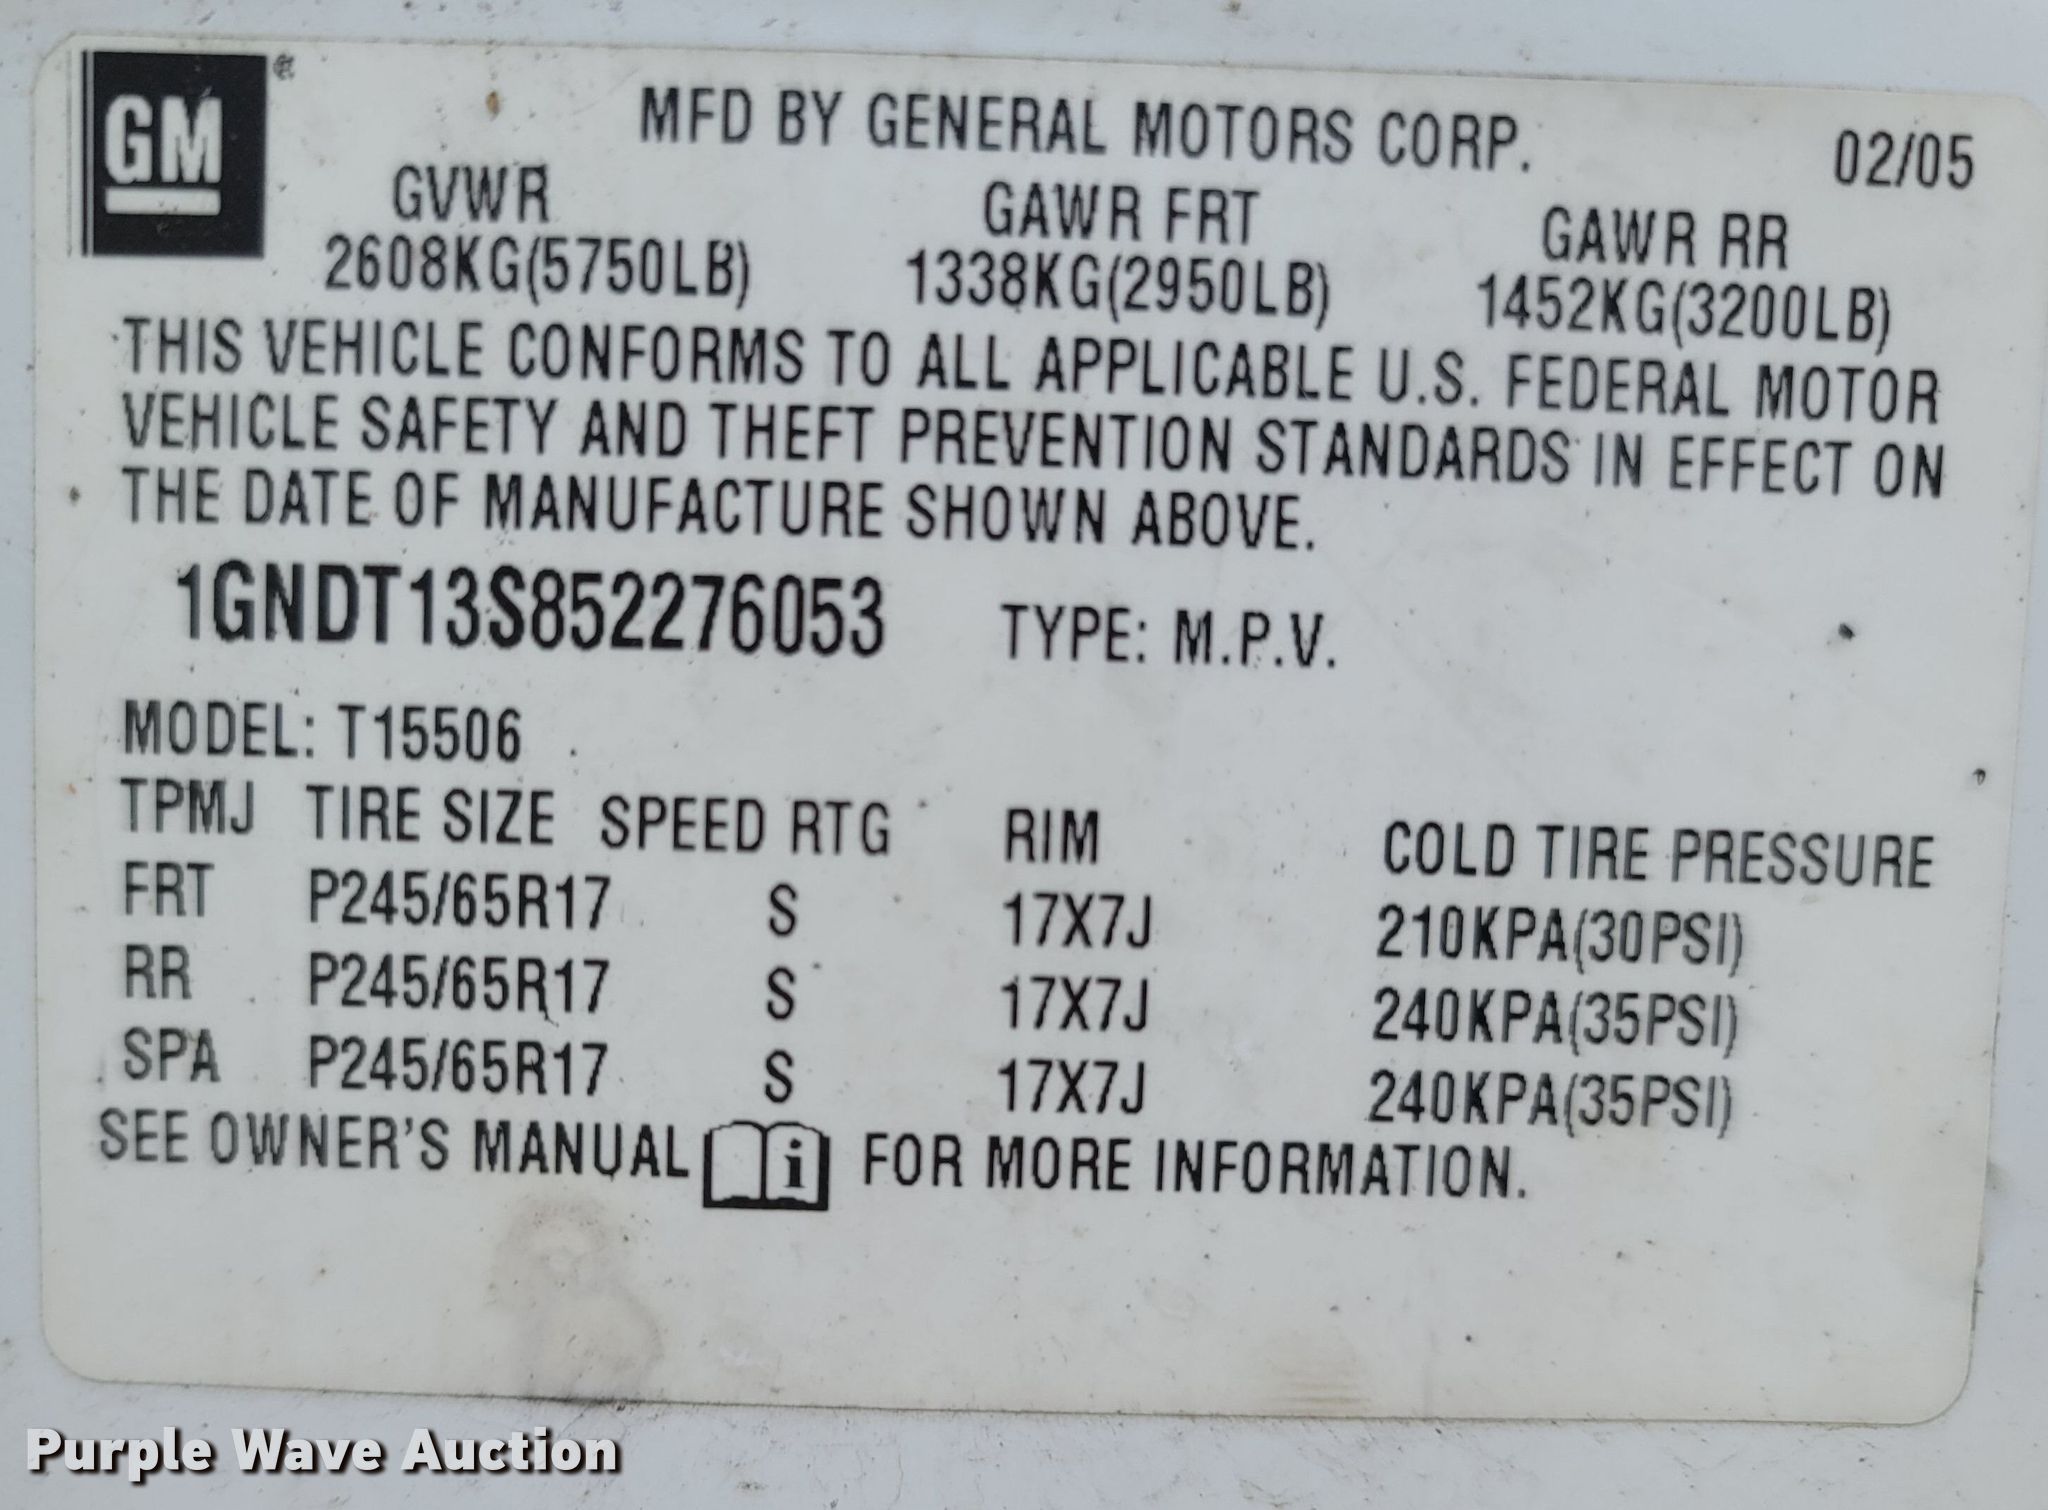 GM
MFD BY GENERAL MOTORS CORP. 02/05
GVWR GAWR FRT GAWR RR
2608KG(5750LB) 1338KG(2950LB) 1452KG(3200LB)
THIS VEHICLE CONFORMS TO ALL APPLICABLE U.S. FEDERAL MOTOR
VEHICLE SAFETY AND THEFT PREVENTION STANDARDS IN EFFECT ON
THE DATE OF MANUFACTURE SHOWN ABOVE.
1GNDT13S852276053 TYPE: M.P.V.
MODEL: T15506
TPMJ TIRE SIZE SPEED RTG RIM COLD TIRE PRESSURE
FRT P245/65R17 S 17X7J 210KPA(30PSI)
RR P245/65R17 S 17X7J 240KPA(35PSI)
SPA P245/65R17 S 17X7J 240KPA(35PSI)
SEE OWNER'S MANUAL i FOR MORE INFORMATION.
Purple Wave Auction